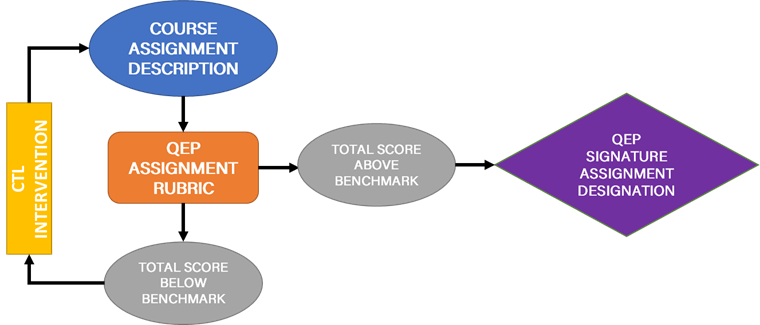 COURSE
ASSIGNMENT
DESCRIPTION
CTL
INTERVENTION
QEP
ASSIGNMENT
RUBRIC
TOTAL SCORE
ABOVE
BENCHMARK
QEP
SIGNATURE
ASSIGNMENT
DESIGNATION
TOTAL SCORE
BELOW
BENCHMARK